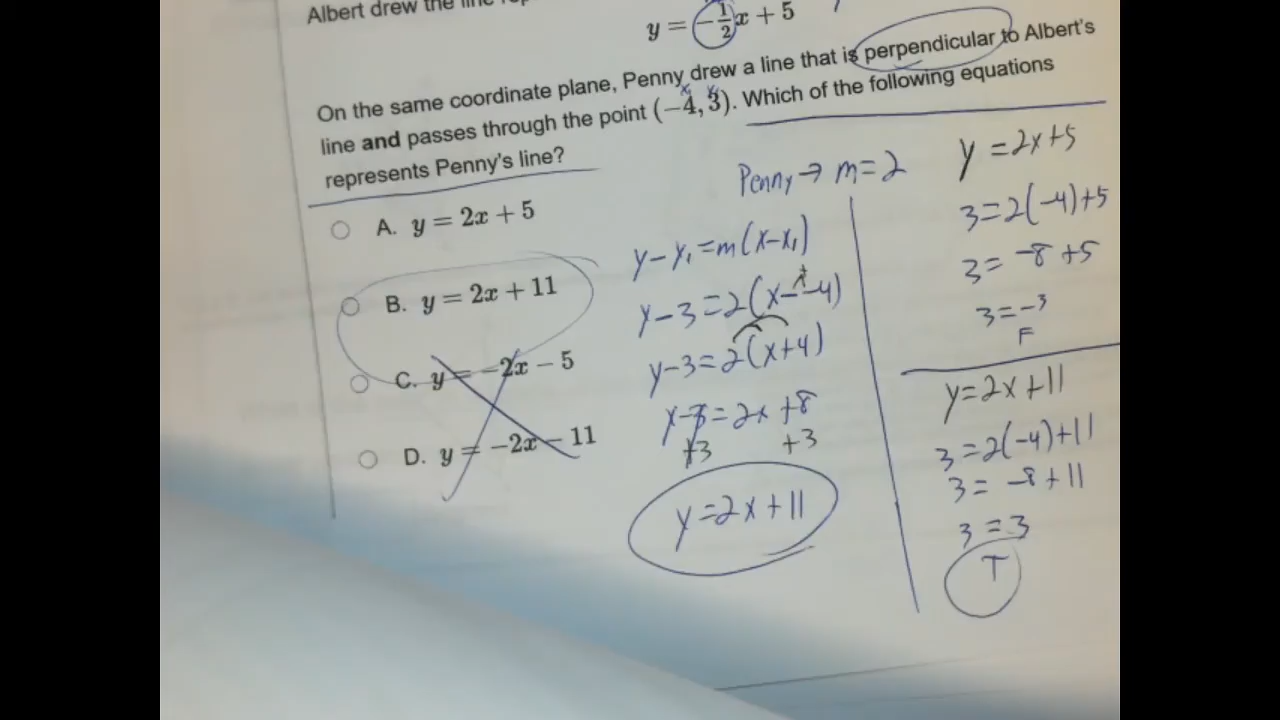 Albert drew the line
y = -1/2 x + 5
On the same coordinate plane, Penny drew a line that is perpendicular to Albert's
line and passes through the point (-4, 3). Which of the following equations
represents Penny's line?
A. y = 2x + 5
B. y = 2x + 11
C. y = -2x - 5
D. y = -2x - 11
Penny → m = 2
y - y₁ = m(x - x₁)
y - 3 = 2(x - -4)
y - 3 = 2(x + 4)
y - 3 = 2x + 8
+3 +3
y = 2x + 11
y = 2x + 5
3 = 2(-4) + 5
3 = -8 + 5
3 = -3
F
y = 2x + 11
3 = 2(-4) + 11
3 = -8 + 11
3 = 3
T